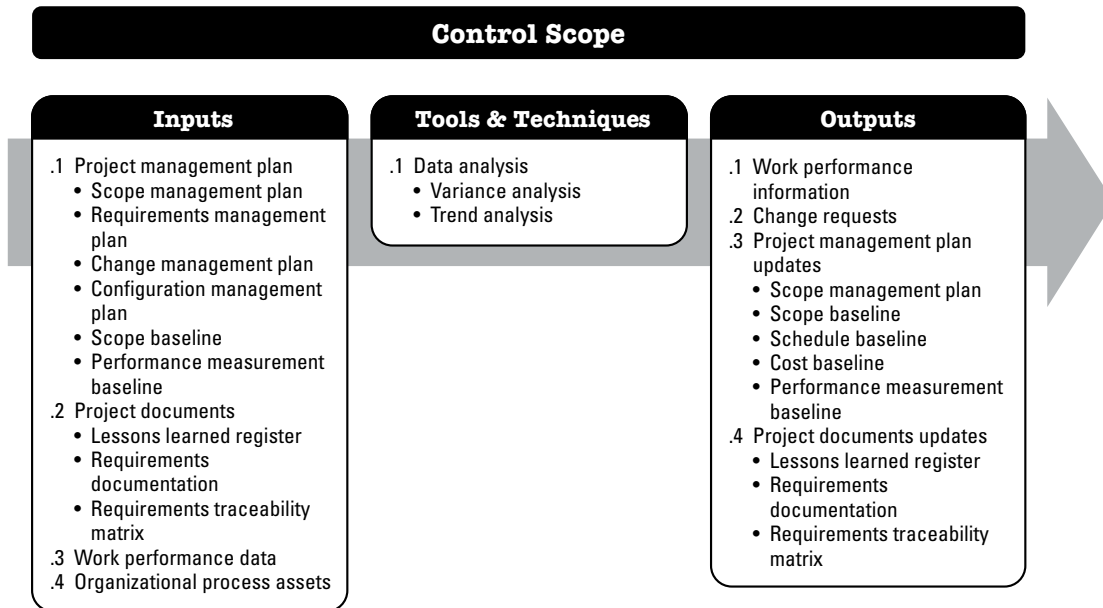 Control Scope
Inputs
.1 Project management plan
• Scope management plan
• Requirements management
plan
• Change management plan
• Configuration management
plan
• Scope baseline
• Performance measurement
baseline
.2 Project documents
• Lessons learned register
• Requirements
documentation
• Requirements traceability
matrix
.3 Work performance data
.4 Organizational process assets
Tools & Techniques
.1 Data analysis
• Variance analysis
• Trend analysis
Outputs
.1 Work performance
information
.2 Change requests
.3 Project management plan
updates
• Scope management plan
• Scope baseline
• Schedule baseline
• Cost baseline
• Performance measurement
baseline
.4 Project documents updates
• Lessons learned register
• Requirements
documentation
• Requirements traceability
matrix